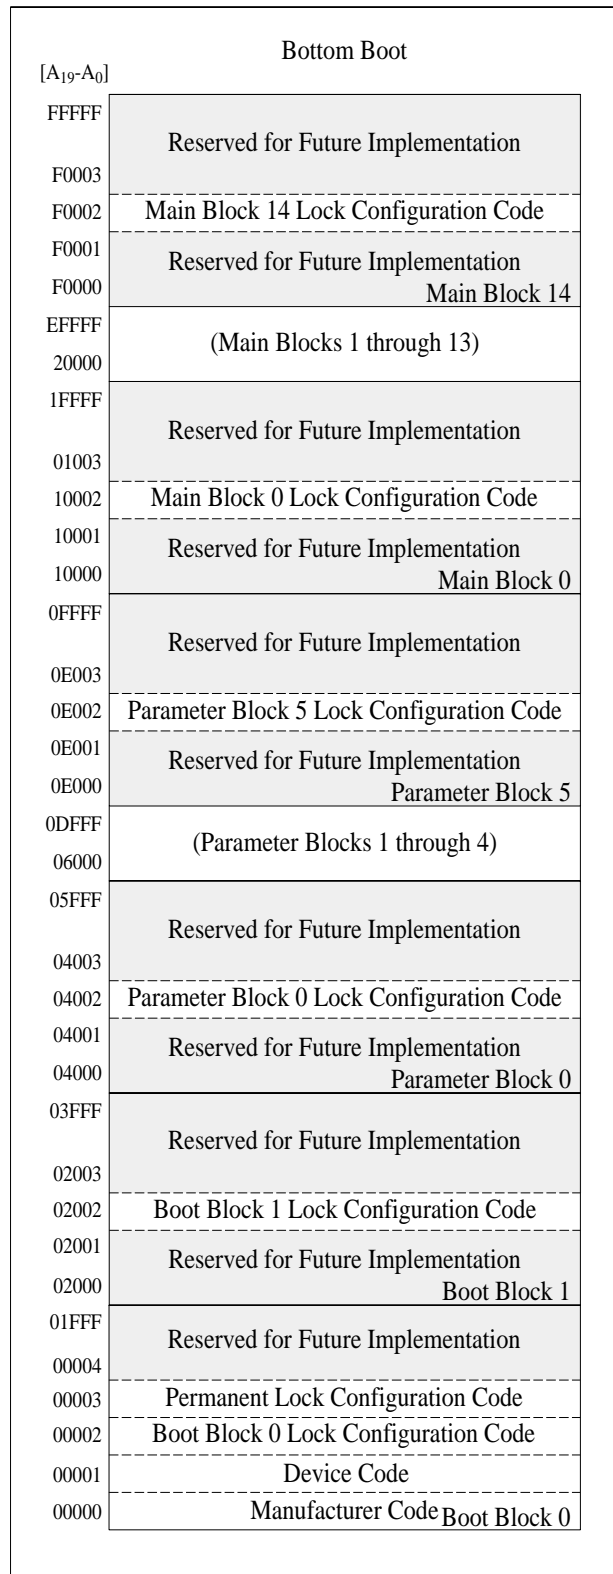 Bottom Boot
[A19-A0]
FFFFF
Reserved for Future Implementation
F0003
F0002 Main Block 14 Lock Configuration Code
F0001
Reserved for Future Implementation
F0000
Main Block 14
EFFFF
(Main Blocks 1 through 13)
20000
1FFFF
Reserved for Future Implementation
01003
10002 Main Block 0 Lock Configuration Code
10001
Reserved for Future Implementation
10000
Main Block 0
0FFFF
Reserved for Future Implementation
0E003
0E002 Parameter Block 5 Lock Configuration Code
0E001
Reserved for Future Implementation
0E000
Parameter Block 5
0DFFF
(Parameter Blocks 1 through 4)
06000
05FFF
Reserved for Future Implementation
04003
04002 Parameter Block 0 Lock Configuration Code
04001
Reserved for Future Implementation
04000
Parameter Block 0
03FFF
Reserved for Future Implementation
02003
02002 Boot Block 1 Lock Configuration Code
02001
Reserved for Future Implementation
02000
Boot Block 1
01FFF
Reserved for Future Implementation
00004
00003 Permanent Lock Configuration Code
00002 Boot Block 0 Lock Configuration Code
00001 Device Code
00000 Manufacturer Code Boot Block 0